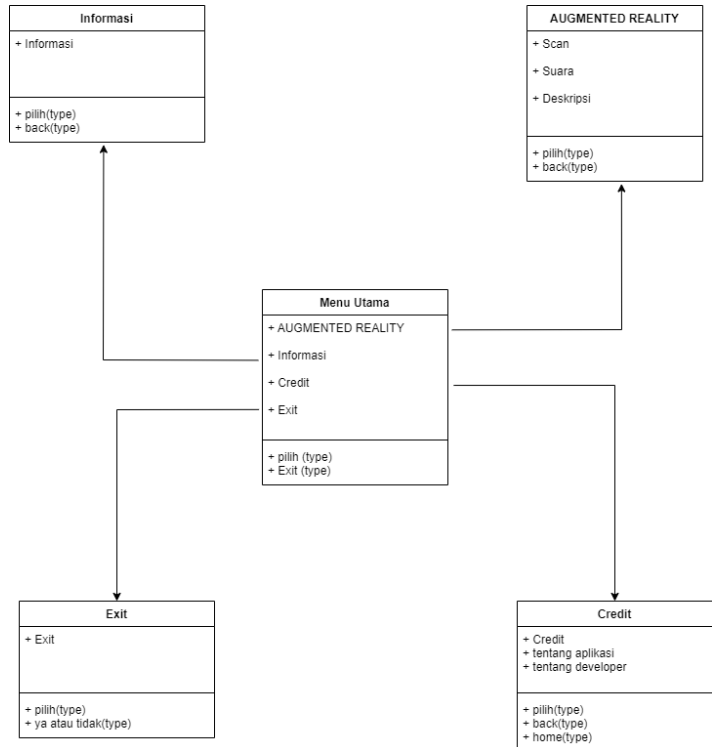 Informasi
+ Informasi
+ pilih(type)
+ back(type)
AUGMENTED REALITY
+ Scan
+ Suara
+ Deskripsi
+ pilih(type)
+ back(type)
Menu Utama
+ AUGMENTED REALITY
+ Informasi
+ Credit
+ Exit
+ pilih (type)
+ Exit (type)
Exit
+ Exit
+ pilih(type)
+ ya atau tidak(type)
Credit
+ Credit
+ tentang aplikasi
+ tentang developer
+ pilih(type)
+ back(type)
+ home(type)